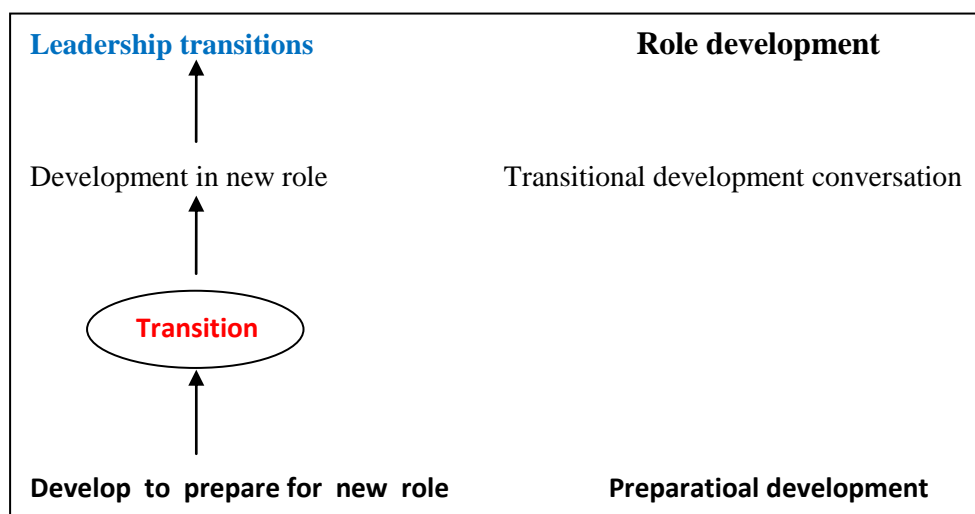 Leadership transitions Role development
Development in new role Transitional development conversation
Transition
Develop to prepare for new role Preparatioal development